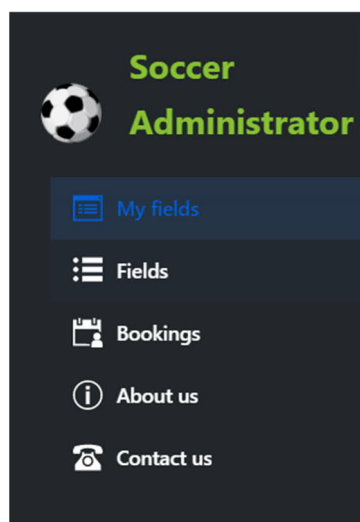 Soccer
Administrator
My fields
Fields
Bookings
About us
Contact us